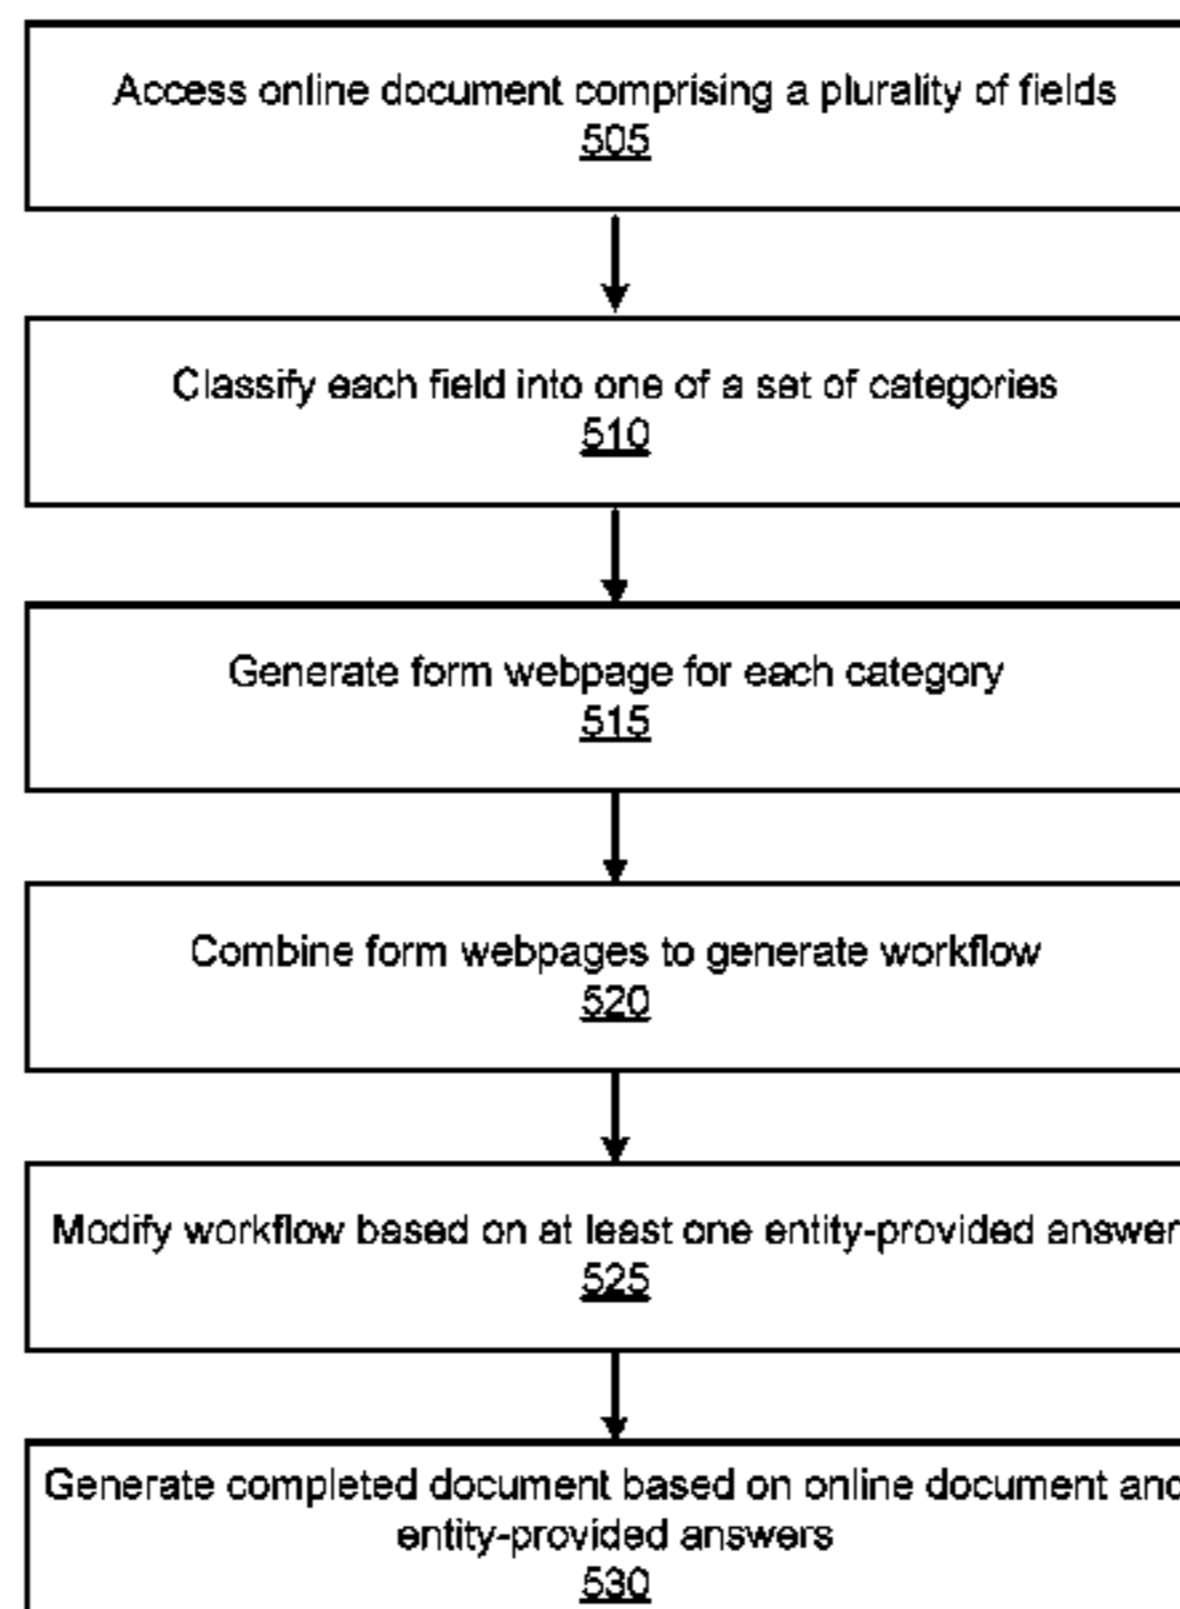 Access online document comprising a plurality of fields
505
Classify each field into one of a set of categories
510
Generate form webpage for each category
515
Combine form webpages to generate workflow
520
Modify workflow based on at least one entity-provided answer
525
Generate completed document based on online document and
entity-provided answers
530